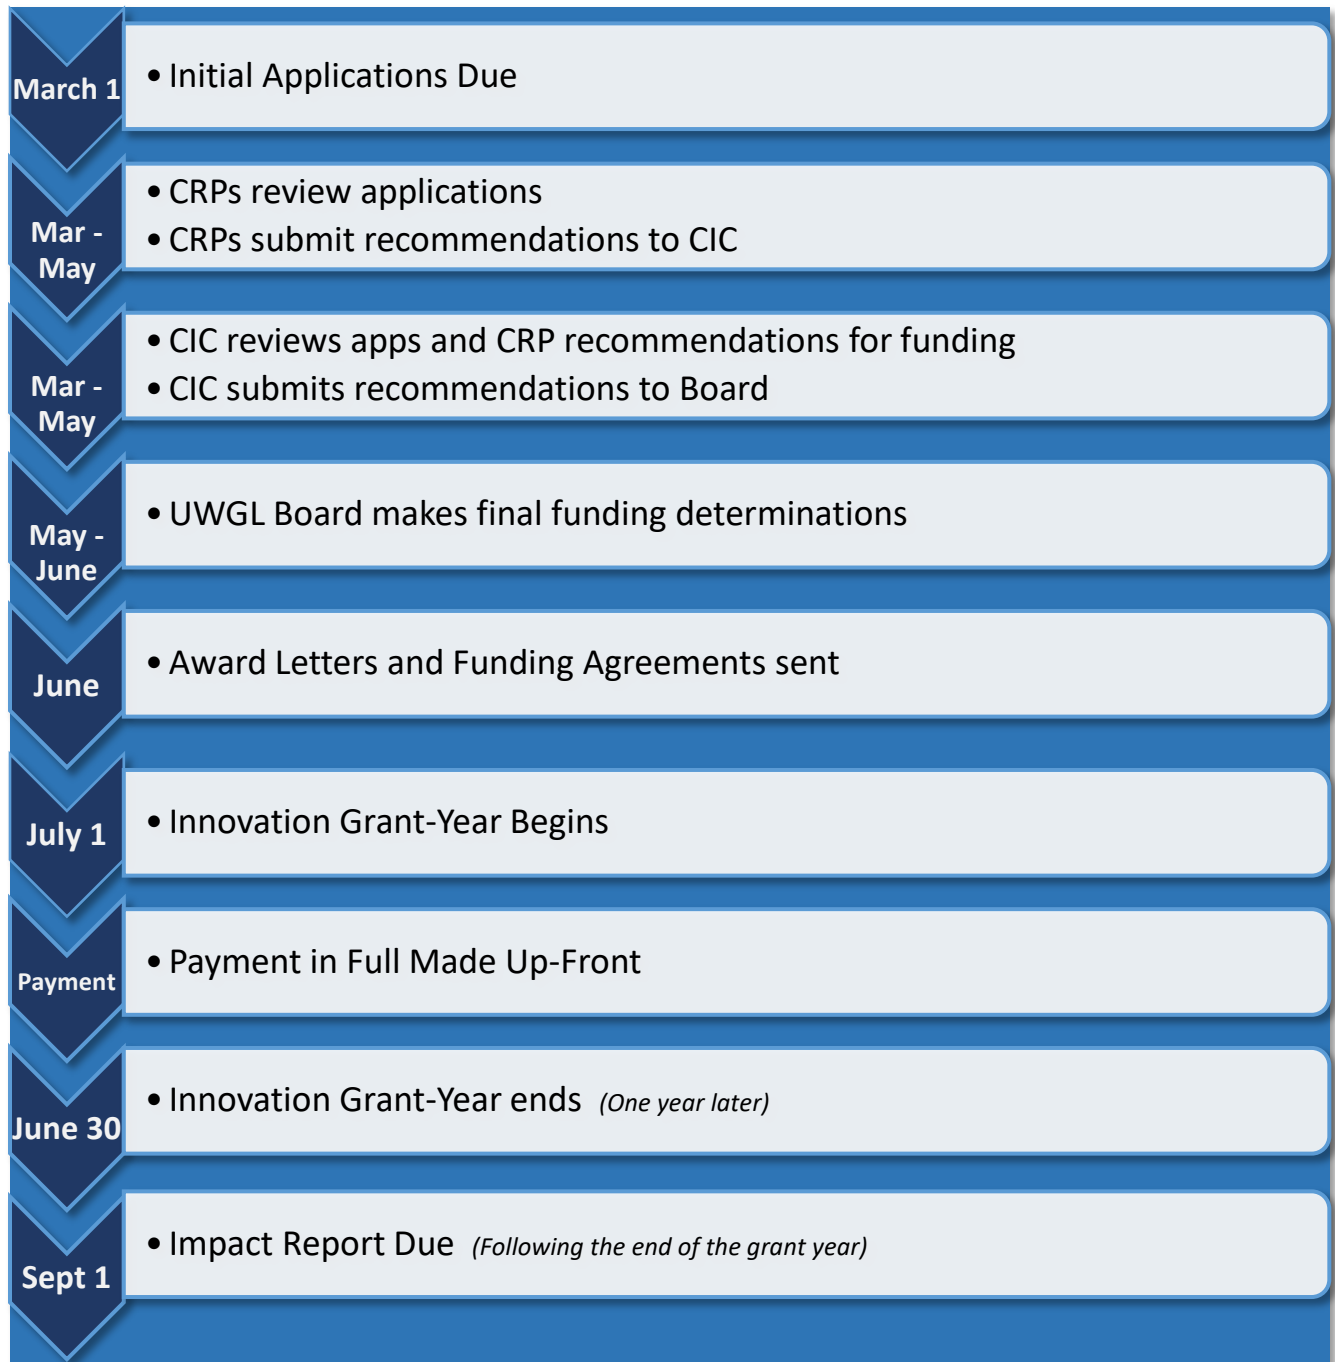 March 1
• Initial Applications Due
Mar -
May
• CRPs review applications
• CRPs submit recommendations to CIC
Mar -
May
• CIC reviews apps and CRP recommendations for funding
• CIC submits recommendations to Board
May -
June
• UWGL Board makes final funding determinations
June
• Award Letters and Funding Agreements sent
July 1
• Innovation Grant-Year Begins
Payment
• Payment in Full Made Up-Front
June 30
• Innovation Grant-Year ends (One year later)
Sept 1
• Impact Report Due (Following the end of the grant year)